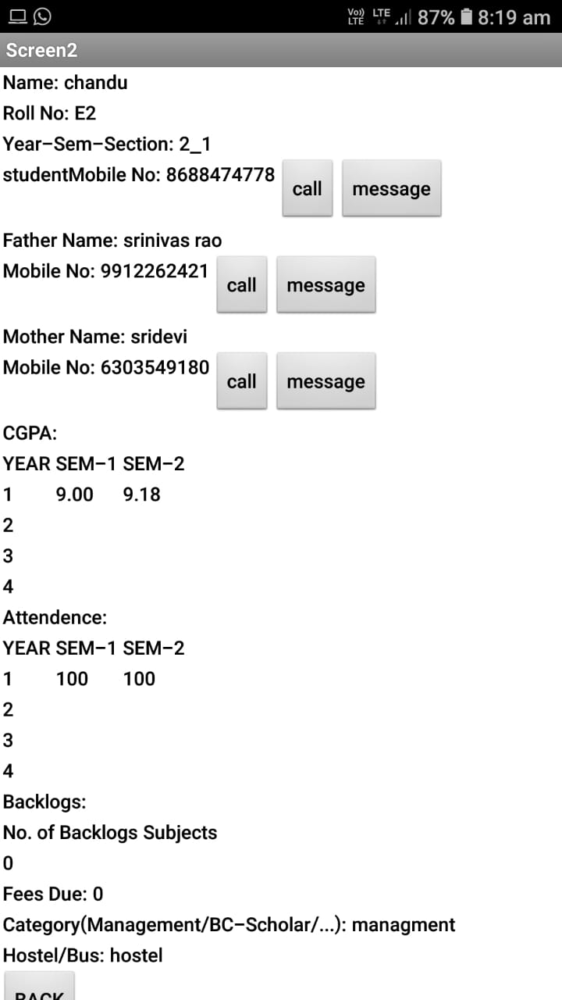 Vo)) LTE LTE 87% 8:19 am
Screen2
Name: chandu
Roll No: E2
Year-Sem-Section: 2_1
studentMobile No: 8688474778 call message
Father Name: srinivas rao
Mobile No: 9912262421 call message
Mother Name: sridevi
Mobile No: 6303549180 call message
CGPA:
YEAR SEM-1 SEM-2
1 9.00 9.18
2
3
4
Attendence:
YEAR SEM-1 SEM-2
1 100 100
2
3
4
Backlogs:
No. of Backlogs Subjects
0
Fees Due: 0
Category(Management/BC-Scholar/...): managment
Hostel/Bus: hostel
BACK